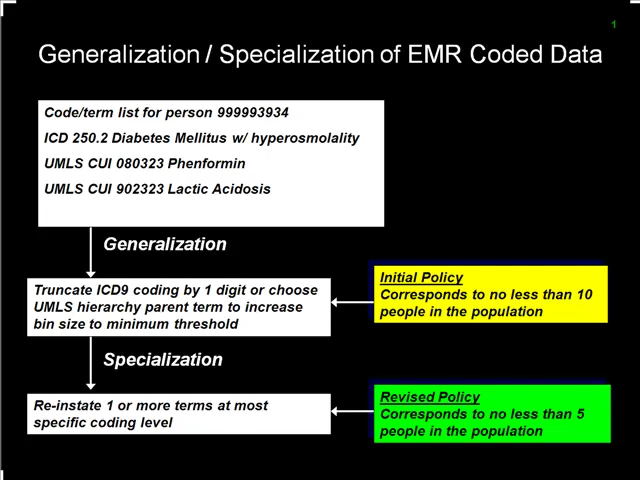 1
Generalization / Specialization of EMR Coded Data
Code/term list for person 999993934
ICD 250.2 Diabetes Mellitus w/ hyperosmolality
UMLS CUI 080323 Phenformin
UMLS CUI 902323 Lactic Acidosis
Generalization
Truncate ICD9 coding by 1 digit or choose
UMLS hierarchy parent term to increase
bin size to minimum threshold
Initial Policy
Corresponds to no less than 10
people in the population
Specialization
Re-instate 1 or more terms at most
specific coding level
Revised Policy
Corresponds to no less than 5
people in the population